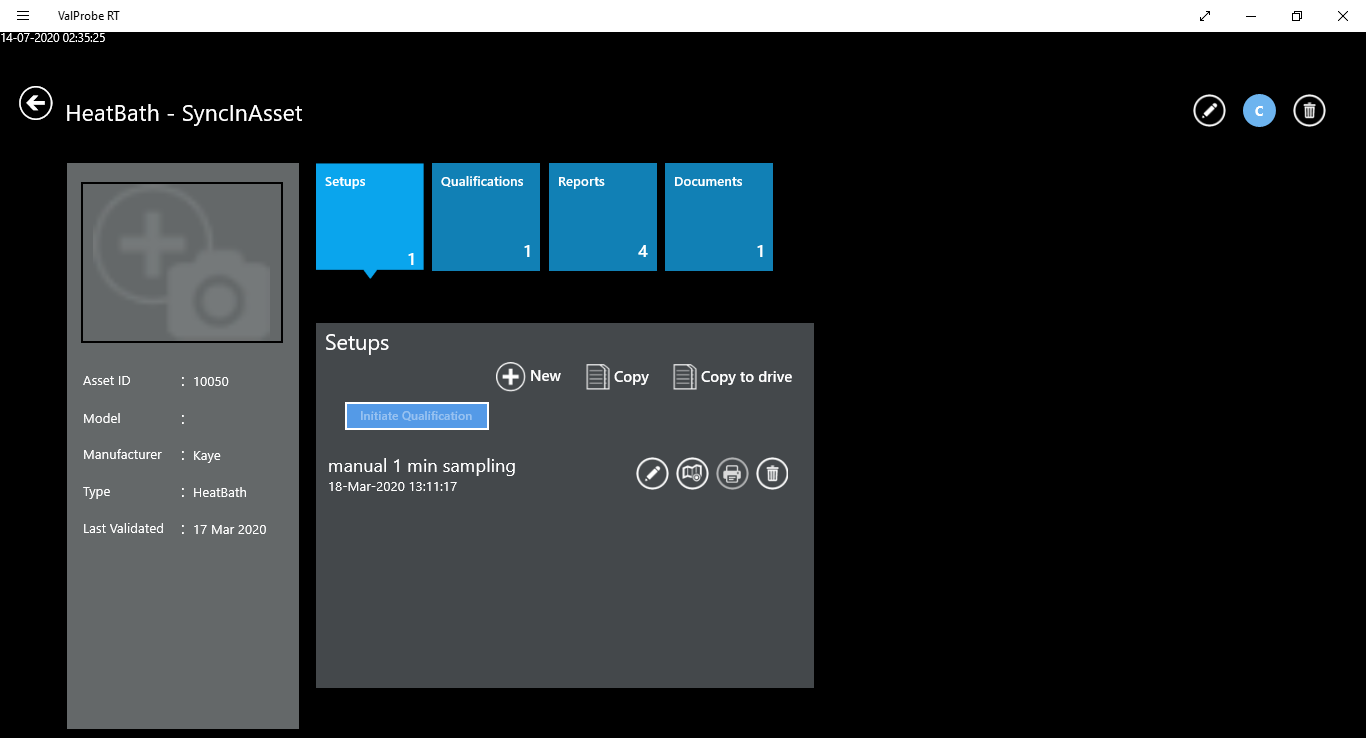 ValProbe RT
14-07-2020 02:35:25
HeatBath - SyncInAsset
C
Setups
1
Qualifications
1
Reports
4
Documents
1
Asset ID : 10050
Model :
Manufacturer : Kaye
Type : HeatBath
Last Validated : 17 Mar 2020
Setups
New Copy Copy to drive
Initiate Qualification
manual 1 min sampling
18-Mar-2020 13:11:17